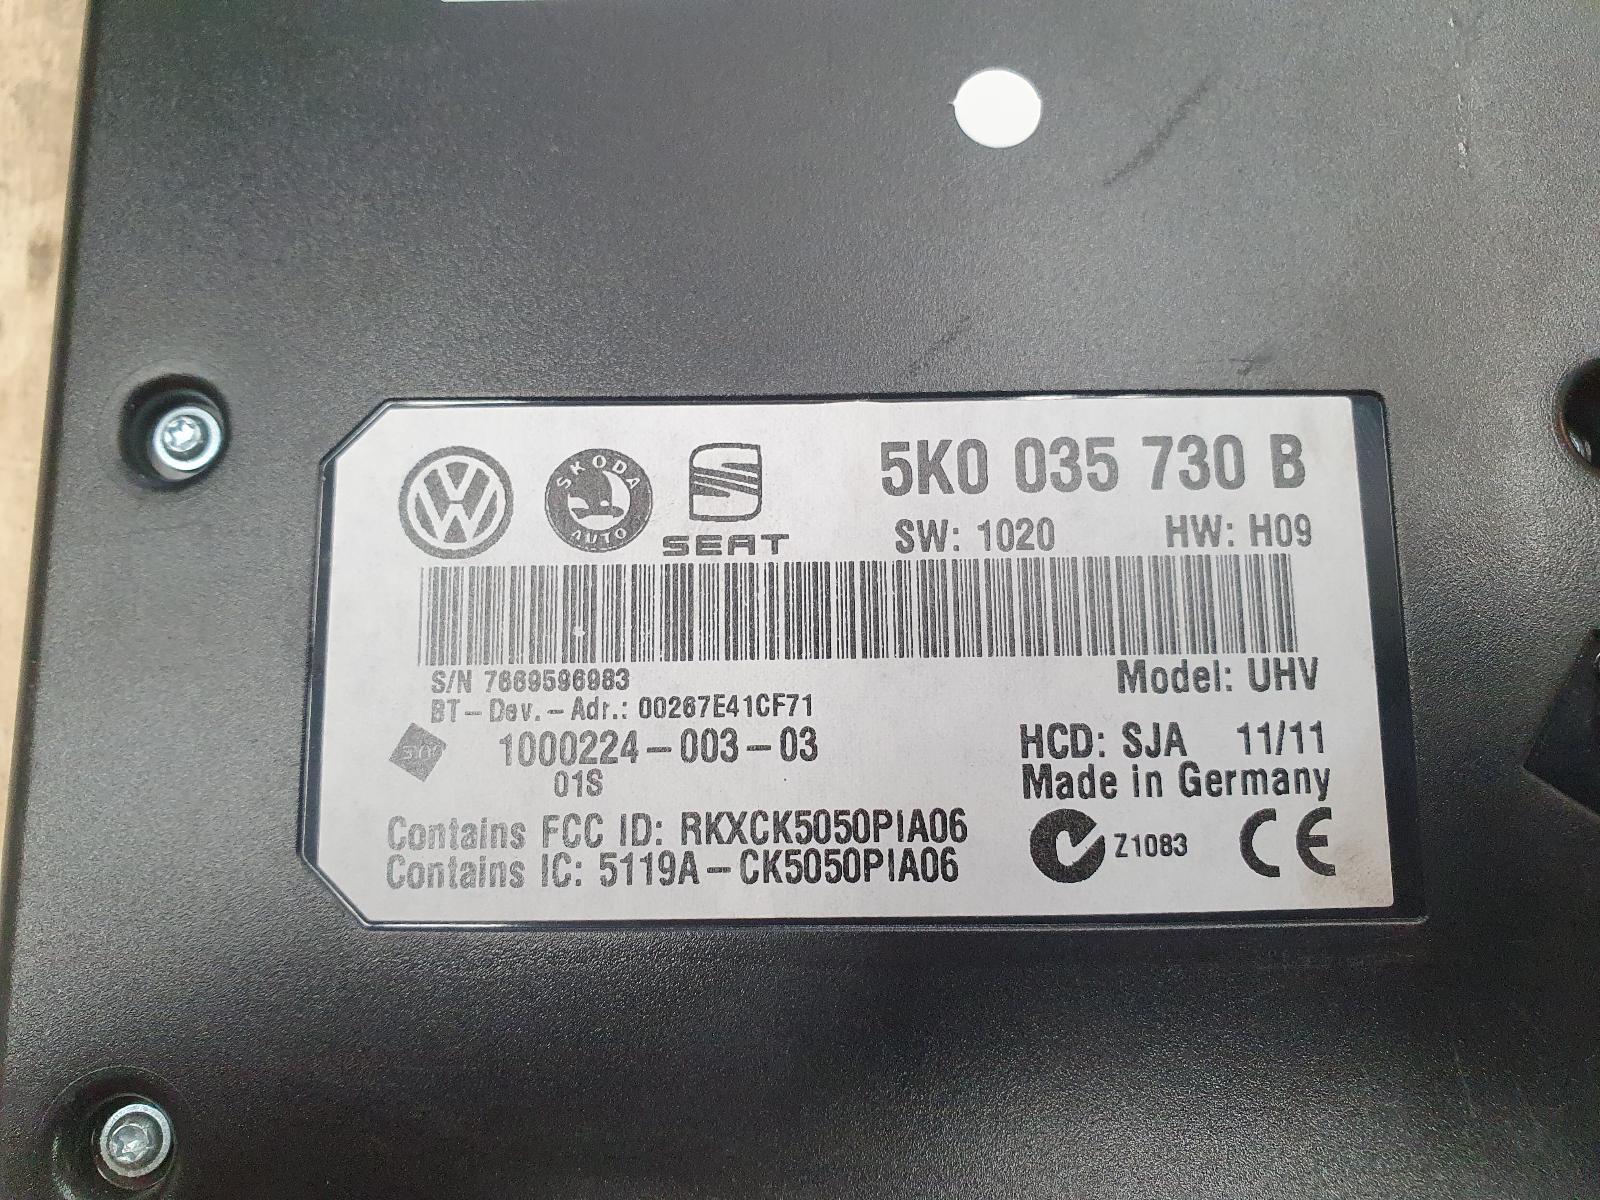 SKODA
AUTO
SEAT
5K0 035 730 B
SW: 1020 HW: H09
S/N 7669596983
Model: UHV
BT-Dev.-Adr.: 00267E41CF71
1000224-003-03
01S
HCD: SJA 11/11
Made in Germany
Contains FCC ID: RKXCK5050PIA06
Contains IC: 5119A-CK5050PIA06
Z1083
CE